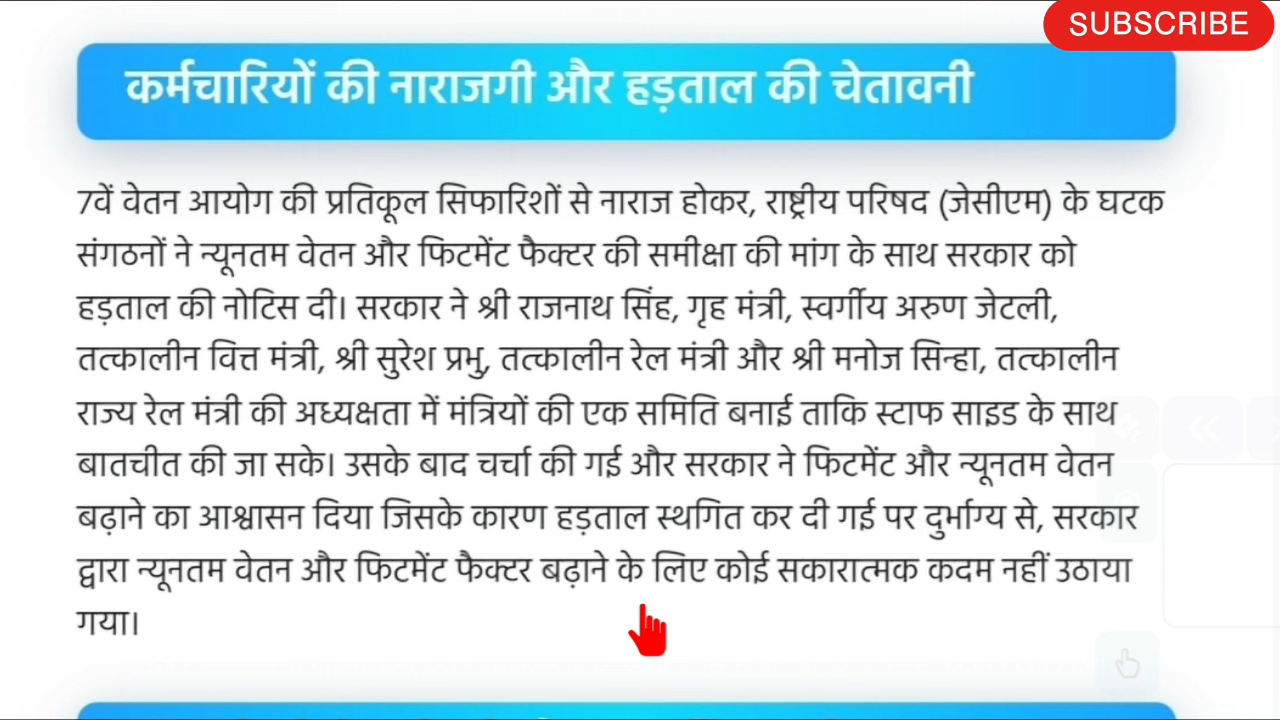 SUBSCRIBE
कर्मचारियों की नाराजगी और हड़ताल की चेतावनी
7वें वेतन आयोग की प्रतिकूल सिफारिशों से नाराज होकर, राष्ट्रीय परिषद (जेसीएम) के घटक
संगठनों ने न्यूनतम वेतन और फिटमेंट फैक्टर की समीक्षा की मांग के साथ सरकार को
हड़ताल की नोटिस दी। सरकार ने श्री राजनाथ सिंह, गृह मंत्री, स्वर्गीय अरुण जेटली,
तत्कालीन वित्त मंत्री, श्री सुरेश प्रभु, तत्कालीन रेल मंत्री और श्री मनोज सिन्हा, तत्कालीन
राज्य रेल मंत्री की अध्यक्षता में मंत्रियों की एक समिति बनाई ताकि स्टाफ साइड के साथ
बातचीत की जा सके। उसके बाद चर्चा की गई और सरकार ने फिटमेंट और न्यूनतम वेतन
बढ़ाने का आश्वासन दिया जिसके कारण हड़ताल स्थगित कर दी गई पर दुर्भाग्य से, सरकार
द्वारा न्यूनतम वेतन और फिटमेंट फैक्टर बढ़ाने के लिए कोई सकारात्मक कदम नहीं उठाया
गया।